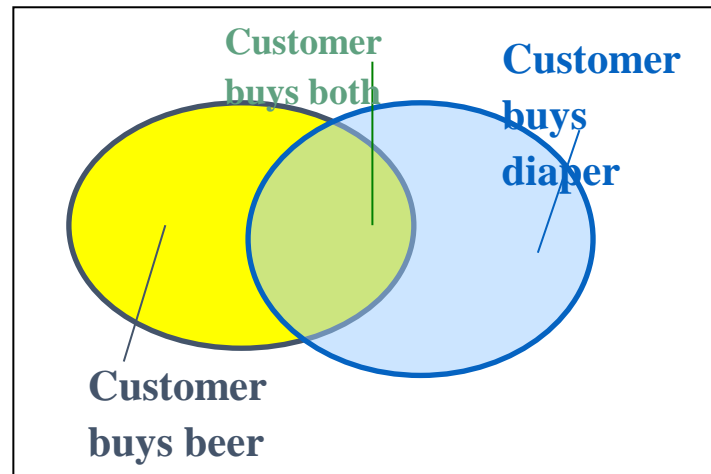 Customer
buys both
Customer
buys
diaper
Customer
buys beer